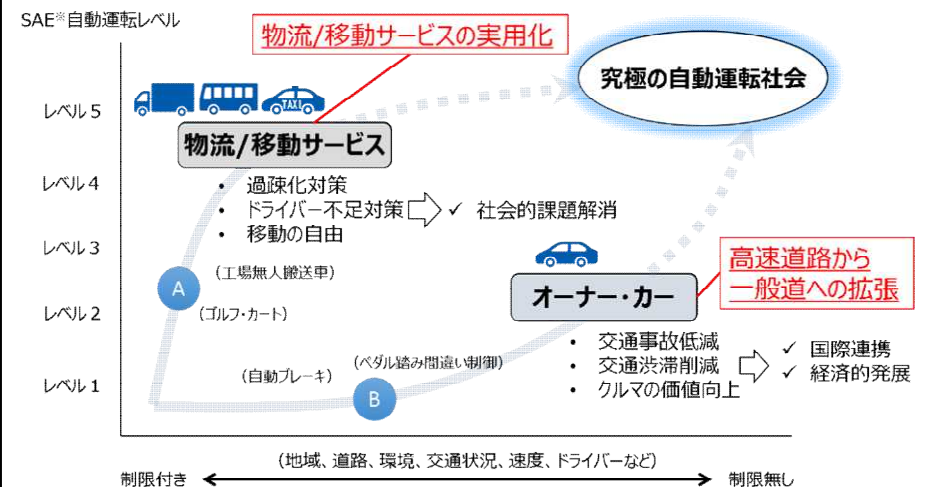 SAE※自動運転レベル
物流/移動サービスの実用化
究極の自動運転社会
レベル5
TAXI
物流/移動サービス
レベル4
・ 過疎化対策
・ ドライバー不足対策
✓ 社会的課題解消
・ 移動の自由
レベル3
(工場無人搬送車)
A
高速道路から
一般道への拡張
オーナー・カー
レベル2
(ゴルフ・カート)
・ 交通事故低減
・ 交通渋滞削減
・ クルマの価値向上
✓ 国際連携
✓ 経済的発展
(ペダル踏み間違い制御)
(自動ブレーキ)
レベル1
B
(地域、道路、環境、交通状況、速度、ドライバーなど)
制限付き
制限無し